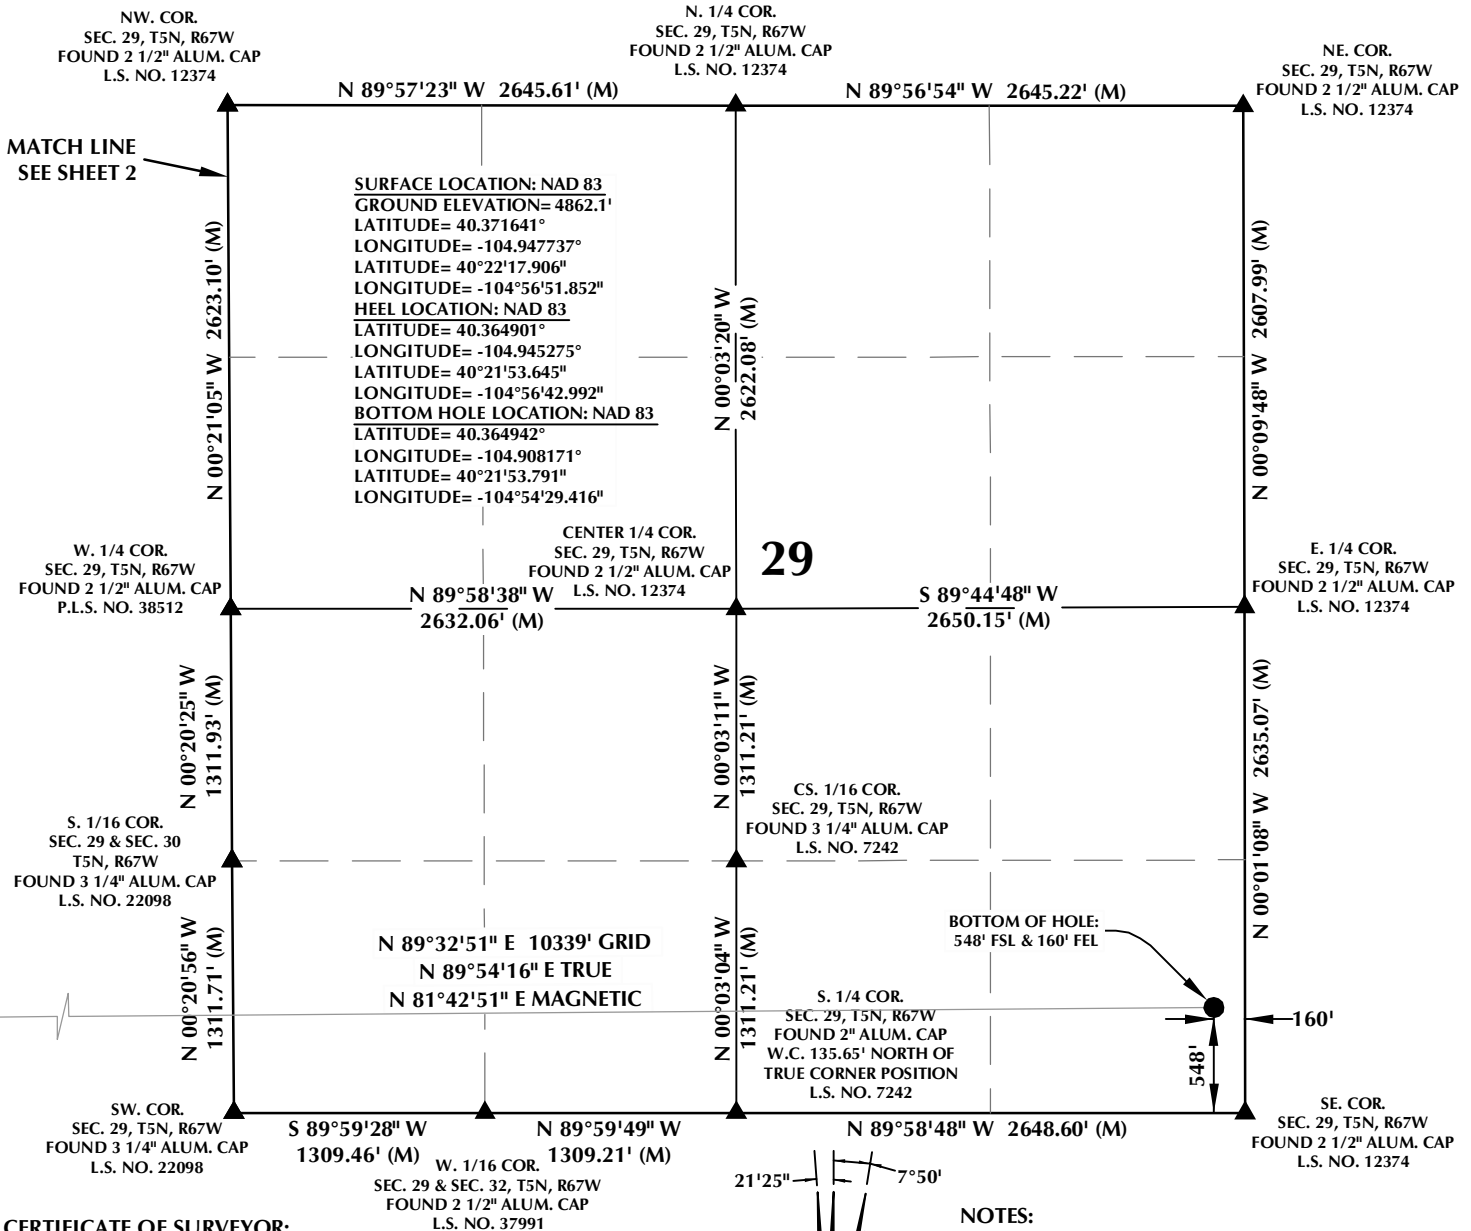 NW. COR.
SEC. 29, T5N, R67W
FOUND 2 1/2" ALUM. CAP
L.S. NO. 12374
N. 1/4 COR.
SEC. 29, T5N, R67W
FOUND 2 1/2" ALUM. CAP
L.S. NO. 12374
NE. COR.
SEC. 29, T5N, R67W
FOUND 2 1/2" ALUM. CAP
L.S. NO. 12374
N 89°57'23" W 2645.61' (M)
N 89°56'54" W 2645.22' (M)
MATCH LINE
SEE SHEET 2
SURFACE LOCATION: NAD 83
GROUND ELEVATION= 4862.1'
LATITUDE= 40.371641°
LONGITUDE= -104.947737°
LATITUDE= 40°22'17.906"
LONGITUDE= -104°56'51.852"
HEEL LOCATION: NAD 83
LATITUDE= 40.364901°
LONGITUDE= -104.945275°
LATITUDE= 40°21'53.645"
LONGITUDE= -104°56'42.992"
BOTTOM HOLE LOCATION: NAD 83
LATITUDE= 40.364942°
LONGITUDE= -104.908171°
LATITUDE= 40°21'53.791"
LONGITUDE= -104°54'29.416"
N 00°21'05" W 2623.10' (M)
N 00°03'20" W
2622.08' (M)
N 00°09'48" W 2607.99' (M)
W. 1/4 COR.
SEC. 29, T5N, R67W
FOUND 2 1/2" ALUM. CAP
P.L.S. NO. 38512
CENTER 1/4 COR.
SEC. 29, T5N, R67W
FOUND 2 1/2" ALUM. CAP
L.S. NO. 12374
29
E. 1/4 COR.
SEC. 29, T5N, R67W
FOUND 2 1/2" ALUM. CAP
L.S. NO. 12374
N 89°58'38" W
2632.06' (M)
S 89°44'48" W
2650.15' (M)
N 00°20'25" W
1311.93' (M)
N 00°03'11" W
1311.21' (M)
N 00°01'08" W 2635.07' (M)
S. 1/16 COR.
SEC. 29 & SEC. 30
T5N, R67W
FOUND 3 1/4" ALUM. CAP
L.S. NO. 22098
CS. 1/16 COR.
SEC. 29, T5N, R67W
FOUND 3 1/4" ALUM. CAP
L.S. NO. 7242
N 00°20'56" W
1311.71' (M)
N 89°32'51" E 10339' GRID
N 89°54'16" E TRUE
N 81°42'51" E MAGNETIC
N 00°03'04" W
1311.21' (M)
BOTTOM OF HOLE:
548' FSL & 160' FEL
S. 1/4 COR.
SEC. 29, T5N, R67W
FOUND 2" ALUM. CAP
W.C. 135.65' NORTH OF
TRUE CORNER POSITION
L.S. NO. 7242
160'
548'
SW. COR.
SEC. 29, T5N, R67W
FOUND 3 1/4" ALUM. CAP
L.S. NO. 22098
S 89°59'28" W
1309.46' (M)
N 89°59'49" W
1309.21' (M)
N 89°58'48" W 2648.60' (M)
SE. COR.
SEC. 29, T5N, R67W
FOUND 2 1/2" ALUM. CAP
L.S. NO. 12374
W. 1/16 COR.
SEC. 29 & SEC. 32, T5N, R67W
FOUND 2 1/2" ALUM. CAP
L.S. NO. 37991
21'25"
7°50'
CERTIFICATE OF SURVEYOR:
NOTES: